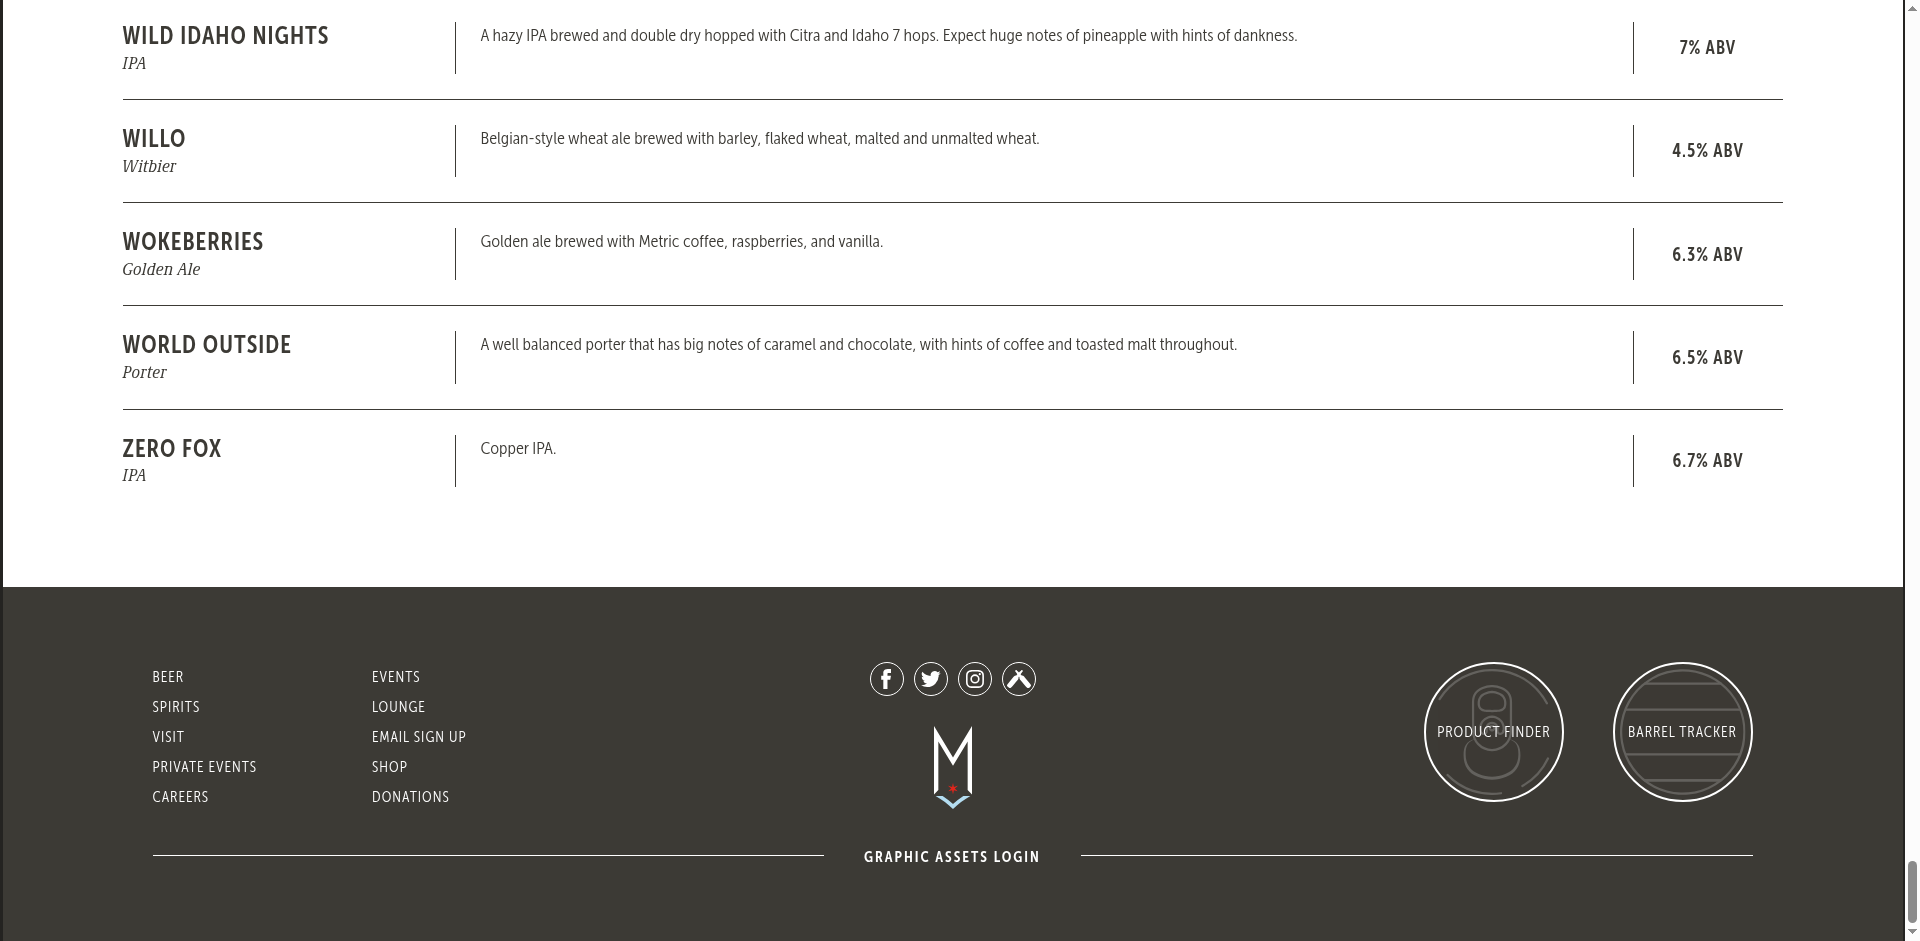 WILD IDAHO NIGHTS
IPA
A hazy IPA brewed and double dry hopped with Citra and Idaho 7 hops. Expect huge notes of pineapple with hints of dankness.
7% ABV
WILLO
Witbier
Belgian-style wheat ale brewed with barley, flaked wheat, malted and unmalted wheat.
4.5% ABV
WOKEBERRIES
Golden Ale
Golden ale brewed with Metric coffee, raspberries, and vanilla.
6.3% ABV
WORLD OUTSIDE
Porter
A well balanced porter that has big notes of caramel and chocolate, with hints of coffee and toasted malt throughout.
6.5% ABV
ZERO FOX
IPA
Copper IPA.
6.7% ABV
BEER
SPIRITS
VISIT
PRIVATE EVENTS
CAREERS
EVENTS
LOUNGE
EMAIL SIGN UP
SHOP
DONATIONS
M
PRODUCT FINDER
BARREL TRACKER
GRAPHIC ASSETS LOGIN